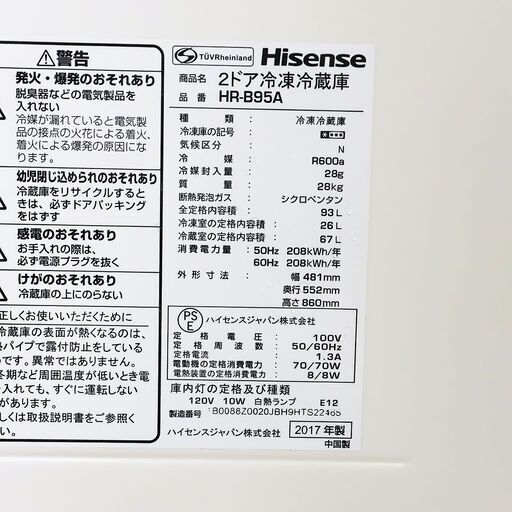 ⚠警告
発火・爆発のおそれあり
脱臭器などの電気製品を
入れない
冷媒が漏れていると電気製品
の接点の火花による着火、
着火による爆発の原因にな
ります。
幼児閉じ込められのおそれあり
冷蔵庫をリサイクルするとき
は、必ずドアパッキング
をはずす
感電のおそれあり
お手入れの際は、
必ず電源プラグを抜く
けがのおそれあり
冷蔵庫の上にのらない
正しくお使いいただくために
冷蔵庫の表面が熱くなるのは、
熱パイプで露付防止をしている
です。異常ではありません。
冬期など周囲温度が低いとき電
入れても、すぐに運転しない
があります。
しくは取扱説明をご参照く
い。
TÜVRheinland Hisense
商品名 2ドア冷凍冷蔵庫
品番 HR-B95A
種類 : 冷凍冷蔵庫
冷凍庫の記号 :
気候区分 : N
冷媒 : R600a
冷媒封入量 : 28g
質量 : 28kg
断熱発泡ガス : シクロペンタン
全定格内容積 : 93L
冷凍室の定格内容積 : 26L
冷蔵室の定格内容積 : 67L
消費電力量 : 50Hz 208kWh/年
60Hz 208kWh/年
外形寸法 : 幅 481mm
奥行 552mm
高さ 860mm
PSE ハイセンスジャパン株式会社
定格電圧 : 100V
定格周波数 : 50/60Hz
定格電流 : 1.3A
電動機の定格消費電力 : 70/70W
電熱装置の定格消費電力 : 8/8W
庫内灯の定格及び種類
120V 10W 白熱ランプ E12
製造番号: 1B0088Z0020JBH9HTS22465
ハイセンスジャパン株式会社 2017年製
中国製